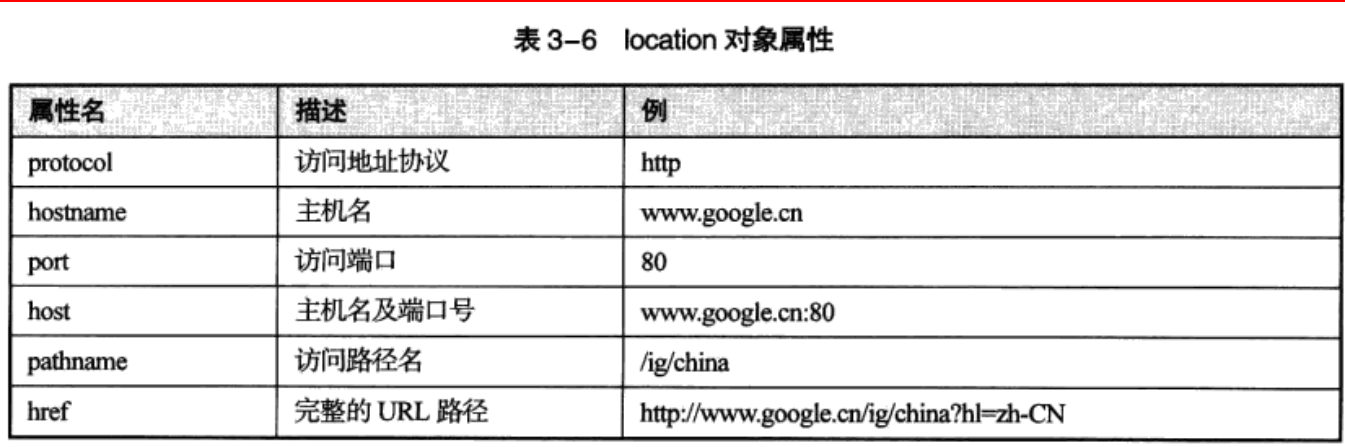 表 3-6 location 对象属性
属性名 描述 例
protocol 访问地址协议 http
hostname 主机名 www.google.cn
port 访问端口 80
host 主机名及端口号 www.google.cn:80
pathname 访问路径名 /ig/china
href 完整的 URL 路径 http://www.google.cn/ig/china?hl=zh-CN